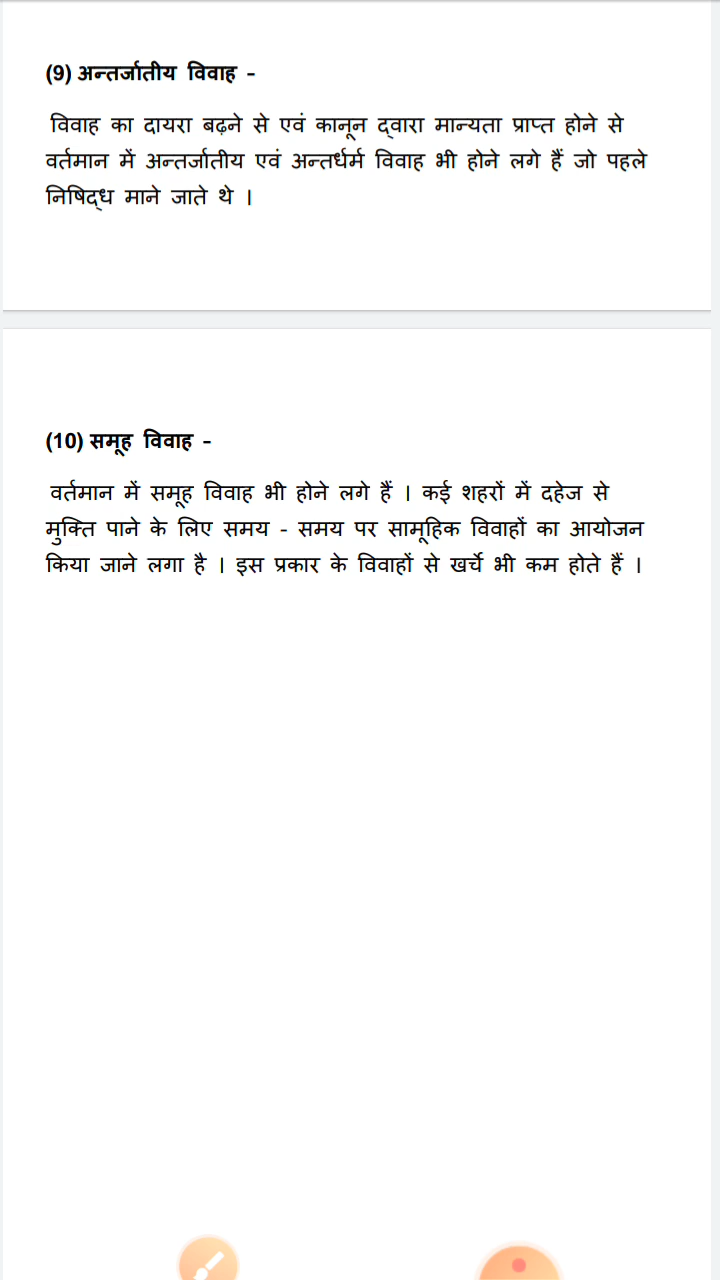 (9) अन्तर्जातीय विवाह -
विवाह का दायरा बढ़ने से एवं कानून द्वारा मान्यता प्राप्त होने से
वर्तमान में अन्तर्जातीय एवं अन्तर्धर्म विवाह भी होने लगे हैं जो पहले
निषिद्ध माने जाते थे ।
(10) समूह विवाह -
वर्तमान में समूह विवाह भी होने लगे हैं । कई शहरों में दहेज से
मुक्ति पाने के लिए समय - समय पर सामूहिक विवाहों का आयोजन
किया जाने लगा है । इस प्रकार के विवाहों से खर्चे भी कम होते हैं ।